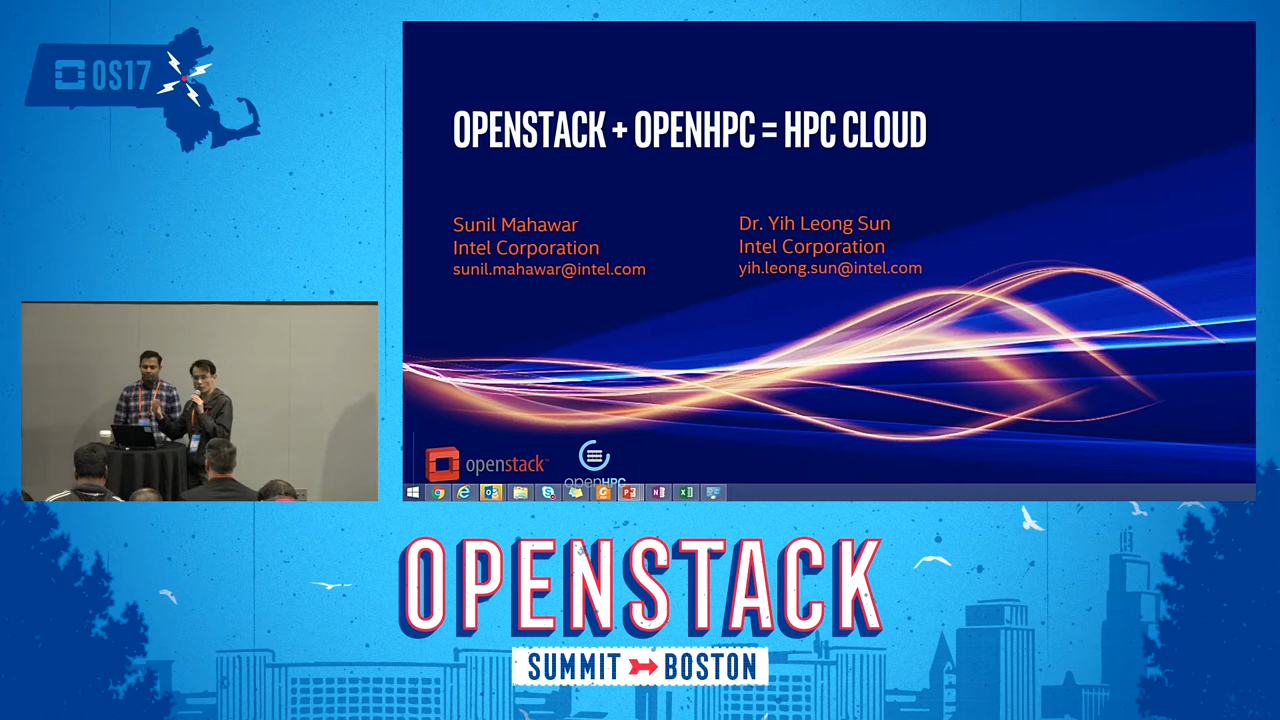 OS17
OPENSTACK + OPENHPC = HPC CLOUD
Sunil Mahawar
Intel Corporation
sunil.mahawar@intel.com
Dr. Yih Leong Sun
Intel Corporation
yih.leong.sun@intel.com
openstack™
openHPC
OPENSTACK
SUMMIT BOSTON